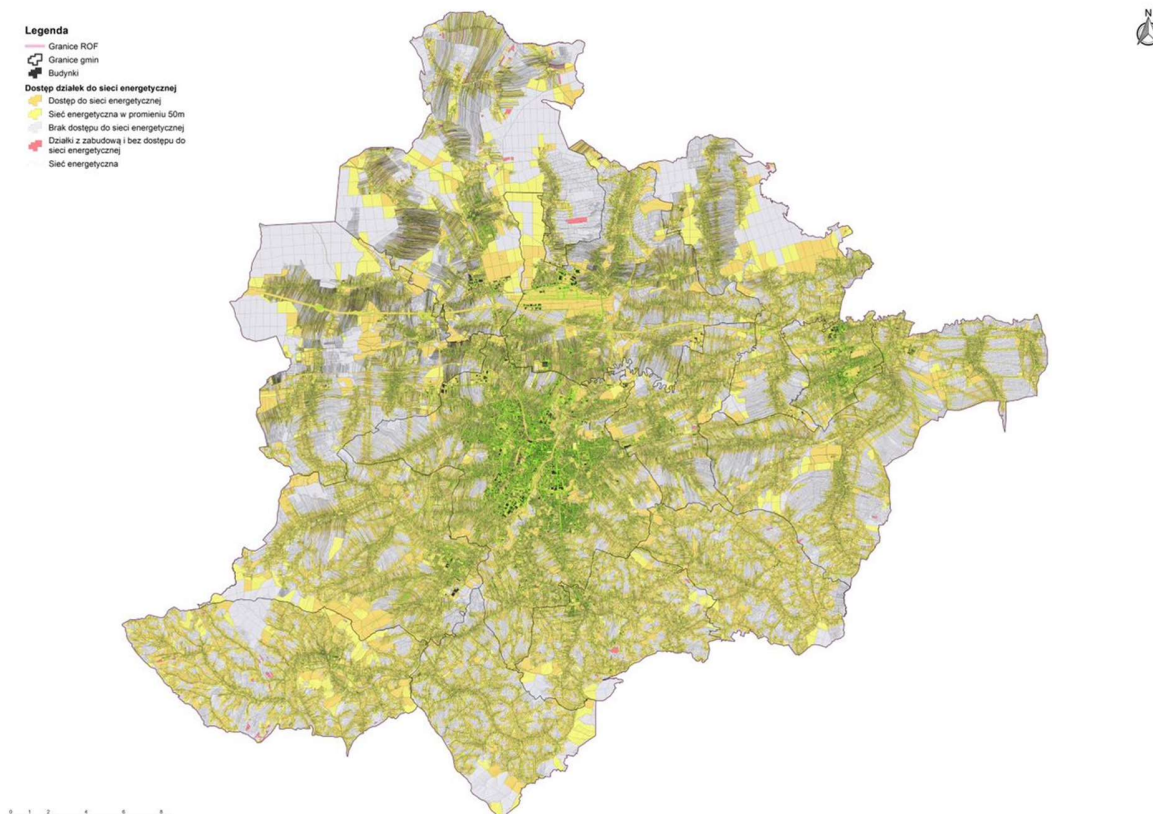 Legenda
Granice ROF
Granice gmin
Budynki
Dostęp działek do sieci energetycznej
Dostęp do sieci energetycznej
Sieć energetyczna w promieniu 50m
Brak dostępu do sieci energetycznej
Działki z zabudową i bez dostępu do
sieci energetycznej
Sieć energetyczna
N
0 1 2 4 6 8